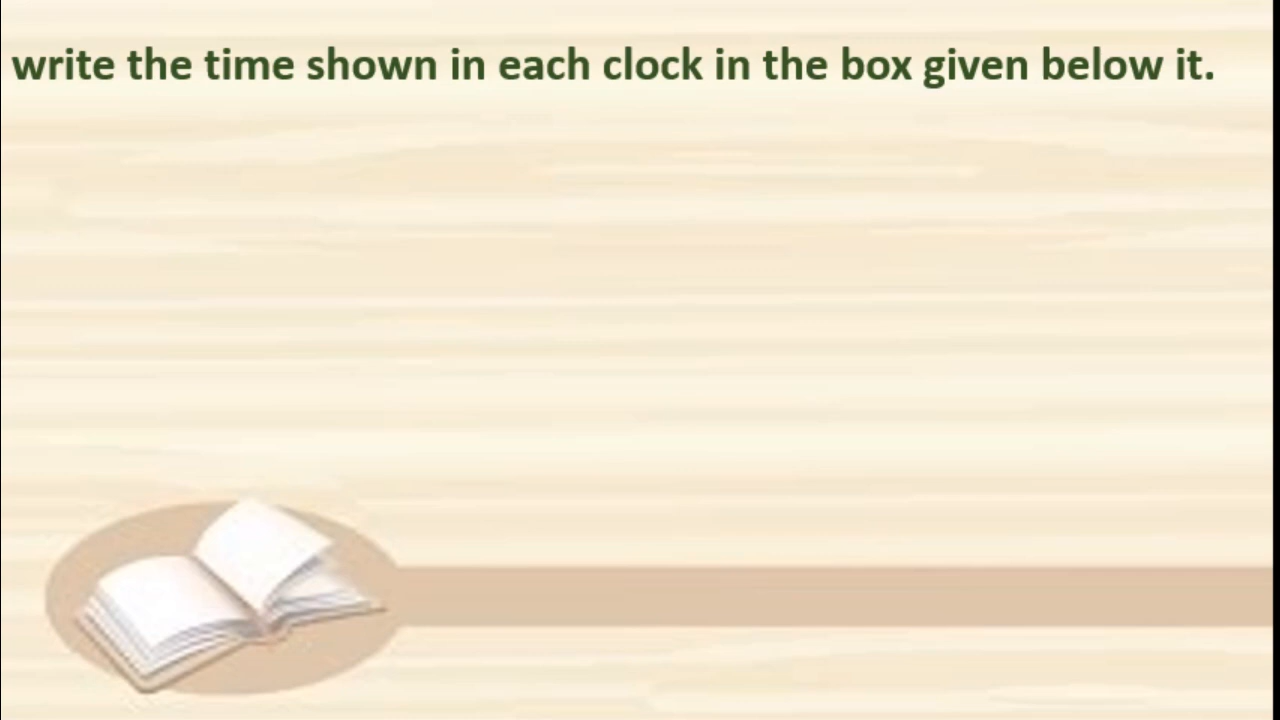 write the time shown in each clock in the box given below it.